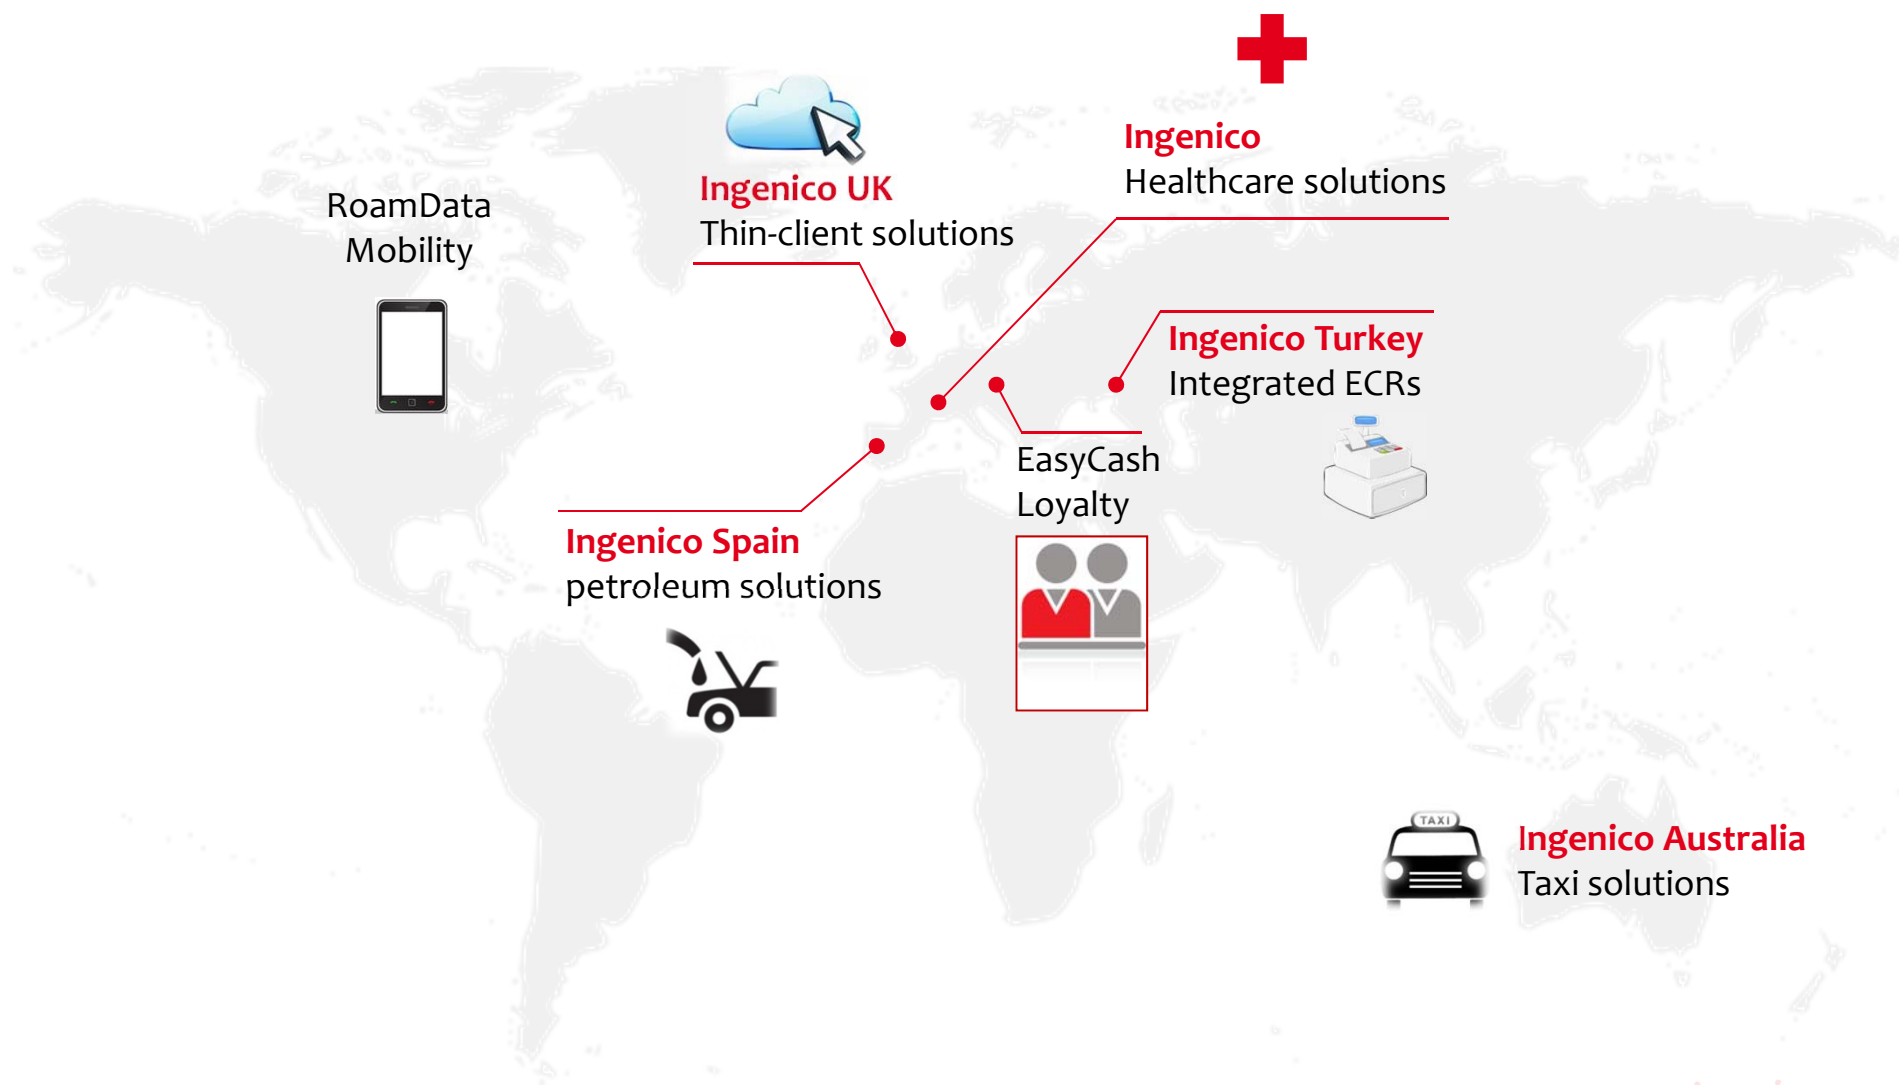 RoamData
Mobility
Ingenico UK
Thin-client solutions
Ingenico
Healthcare solutions
Ingenico Turkey
Integrated ECRs
EasyCash
Loyalty
Ingenico Spain
petroleum solutions
TAXI
Ingenico Australia
Taxi solutions